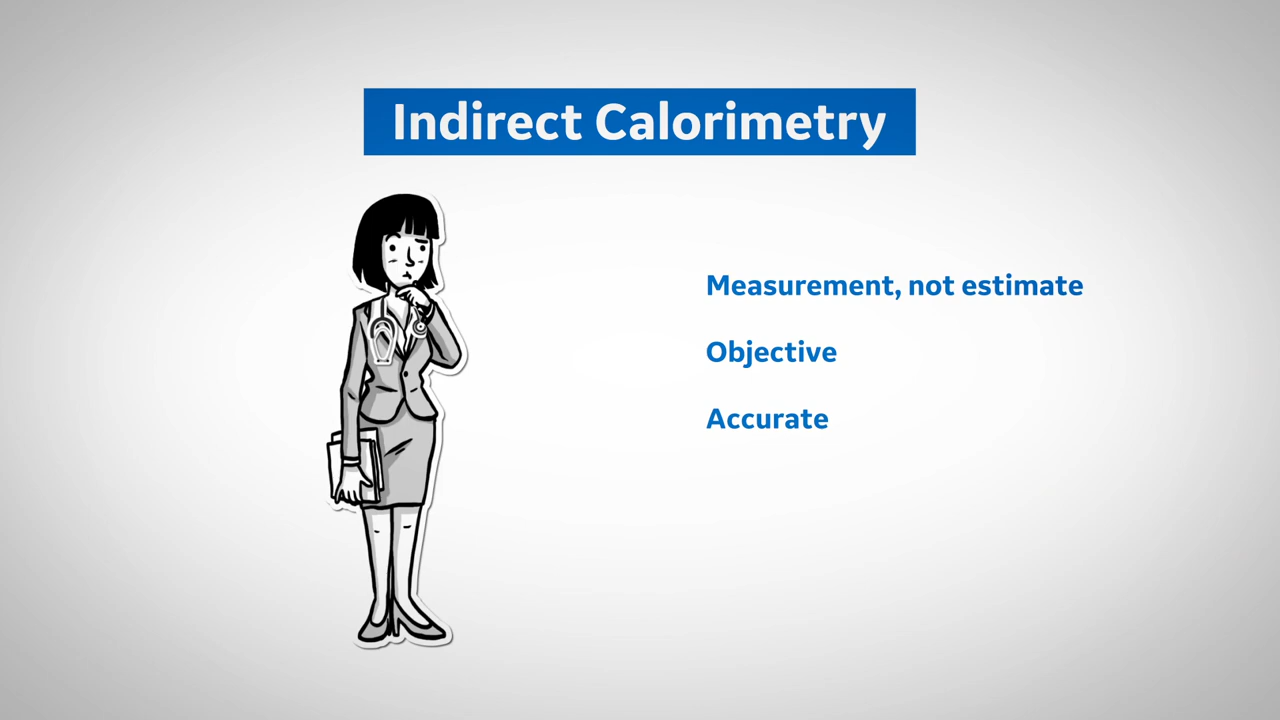 Indirect Calorimetry
Measurement, not estimate
Objective
Accurate